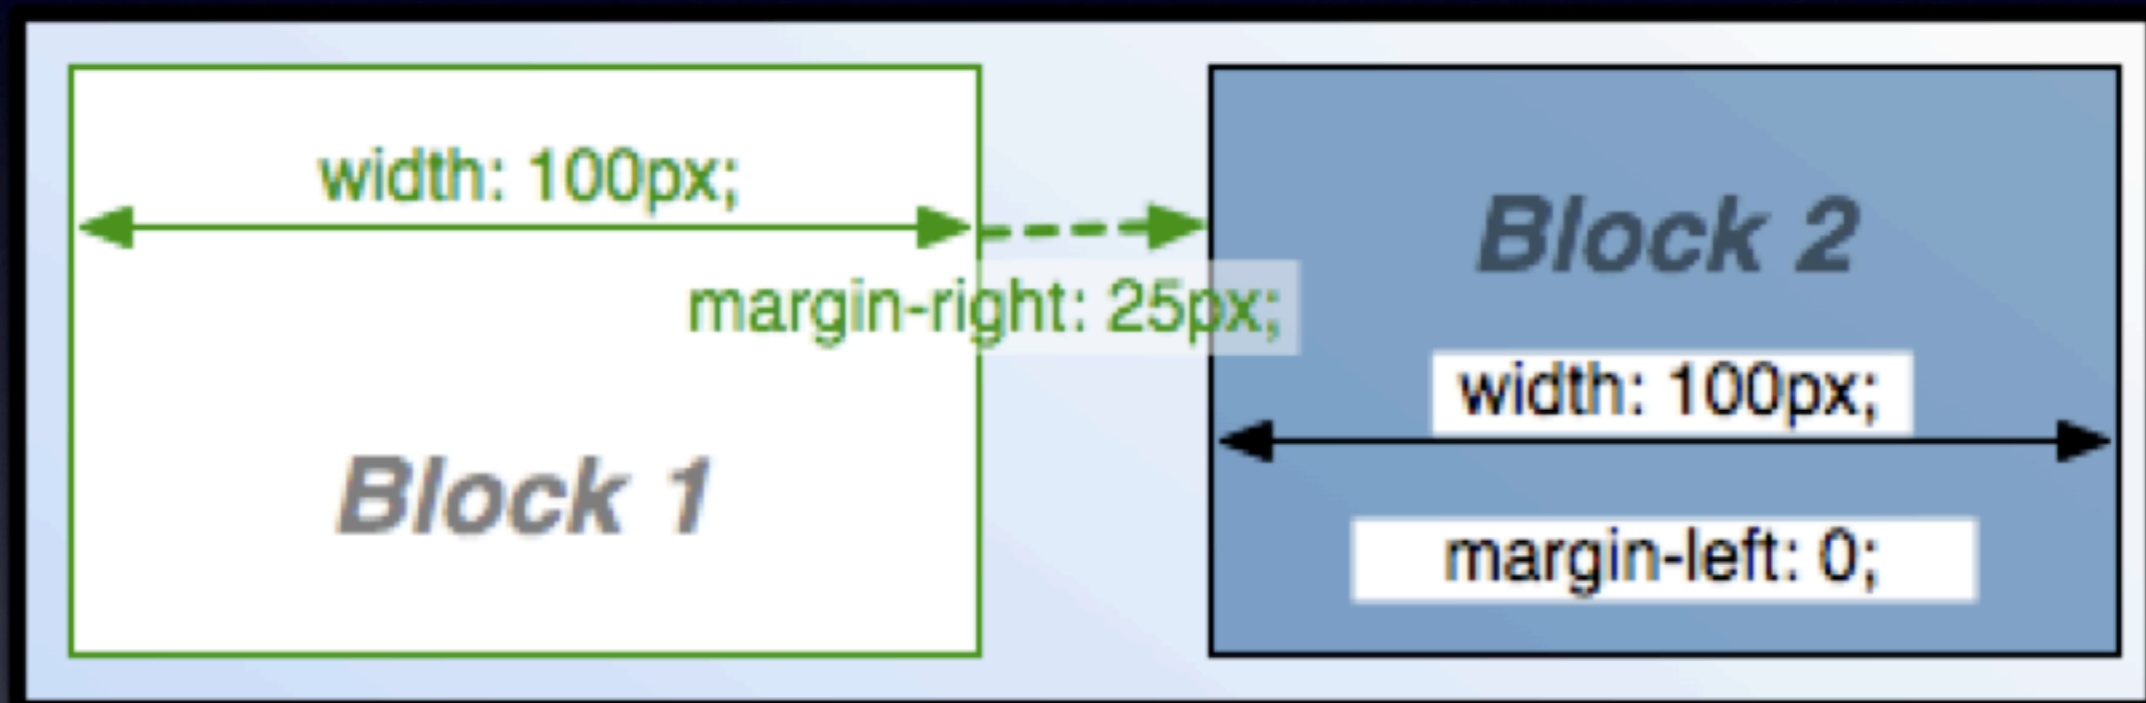 width: 100px;
margin-right: 25px;
Block 1
Block 2
width: 100px;
margin-left: 0;